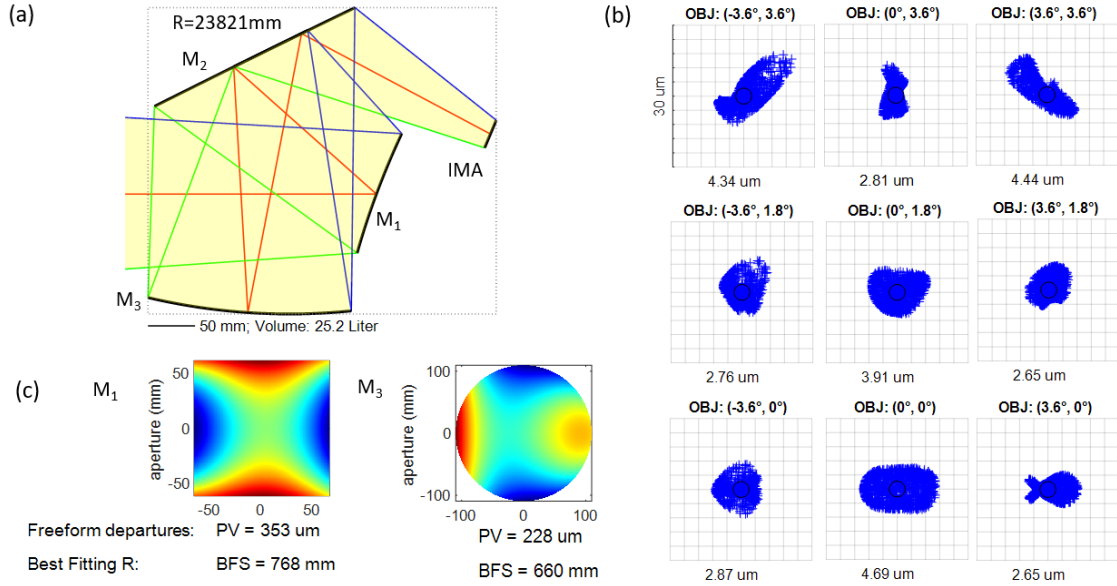 (a)
R=23821mm
M2
IMA
M1
M3
50 mm; Volume: 25.2 Liter
(b)
OBJ: (-3.6°, 3.6°) OBJ: (0°, 3.6°) OBJ: (3.6°, 3.6°)
30 um
4.34 um 2.81 um 4.44 um
OBJ: (-3.6°, 1.8°) OBJ: (0°, 1.8°) OBJ: (3.6°, 1.8°)
2.76 um 3.91 um 2.65 um
OBJ: (-3.6°, 0°) OBJ: (0°, 0°) OBJ: (3.6°, 0°)
2.87 um 4.69 um 2.65 um
(c)
M1
aperture (mm)
50
0
-50
-50 0 50
M3
aperture (mm)
100
0
-100
-100 0 100
Freeform departures: PV = 353 um PV = 228 um
Best Fitting R: BFS = 768 mm BFS = 660 mm